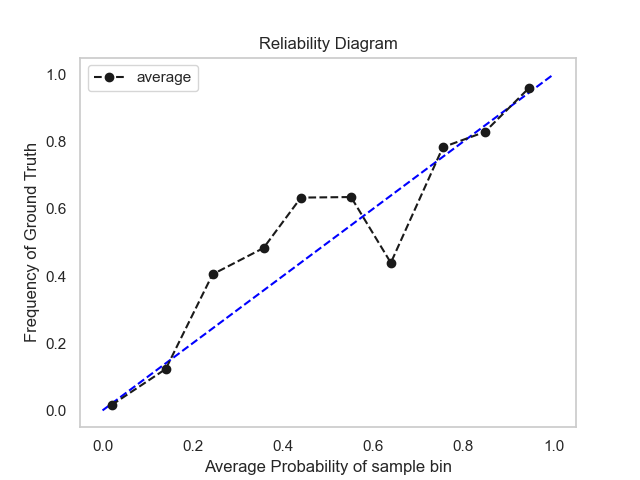 Reliability Diagram
average
Frequency of Ground Truth
1.0
0.8
0.6
0.4
0.2
0.0
0.0 0.2 0.4 0.6 0.8 1.0
Average Probability of sample bin